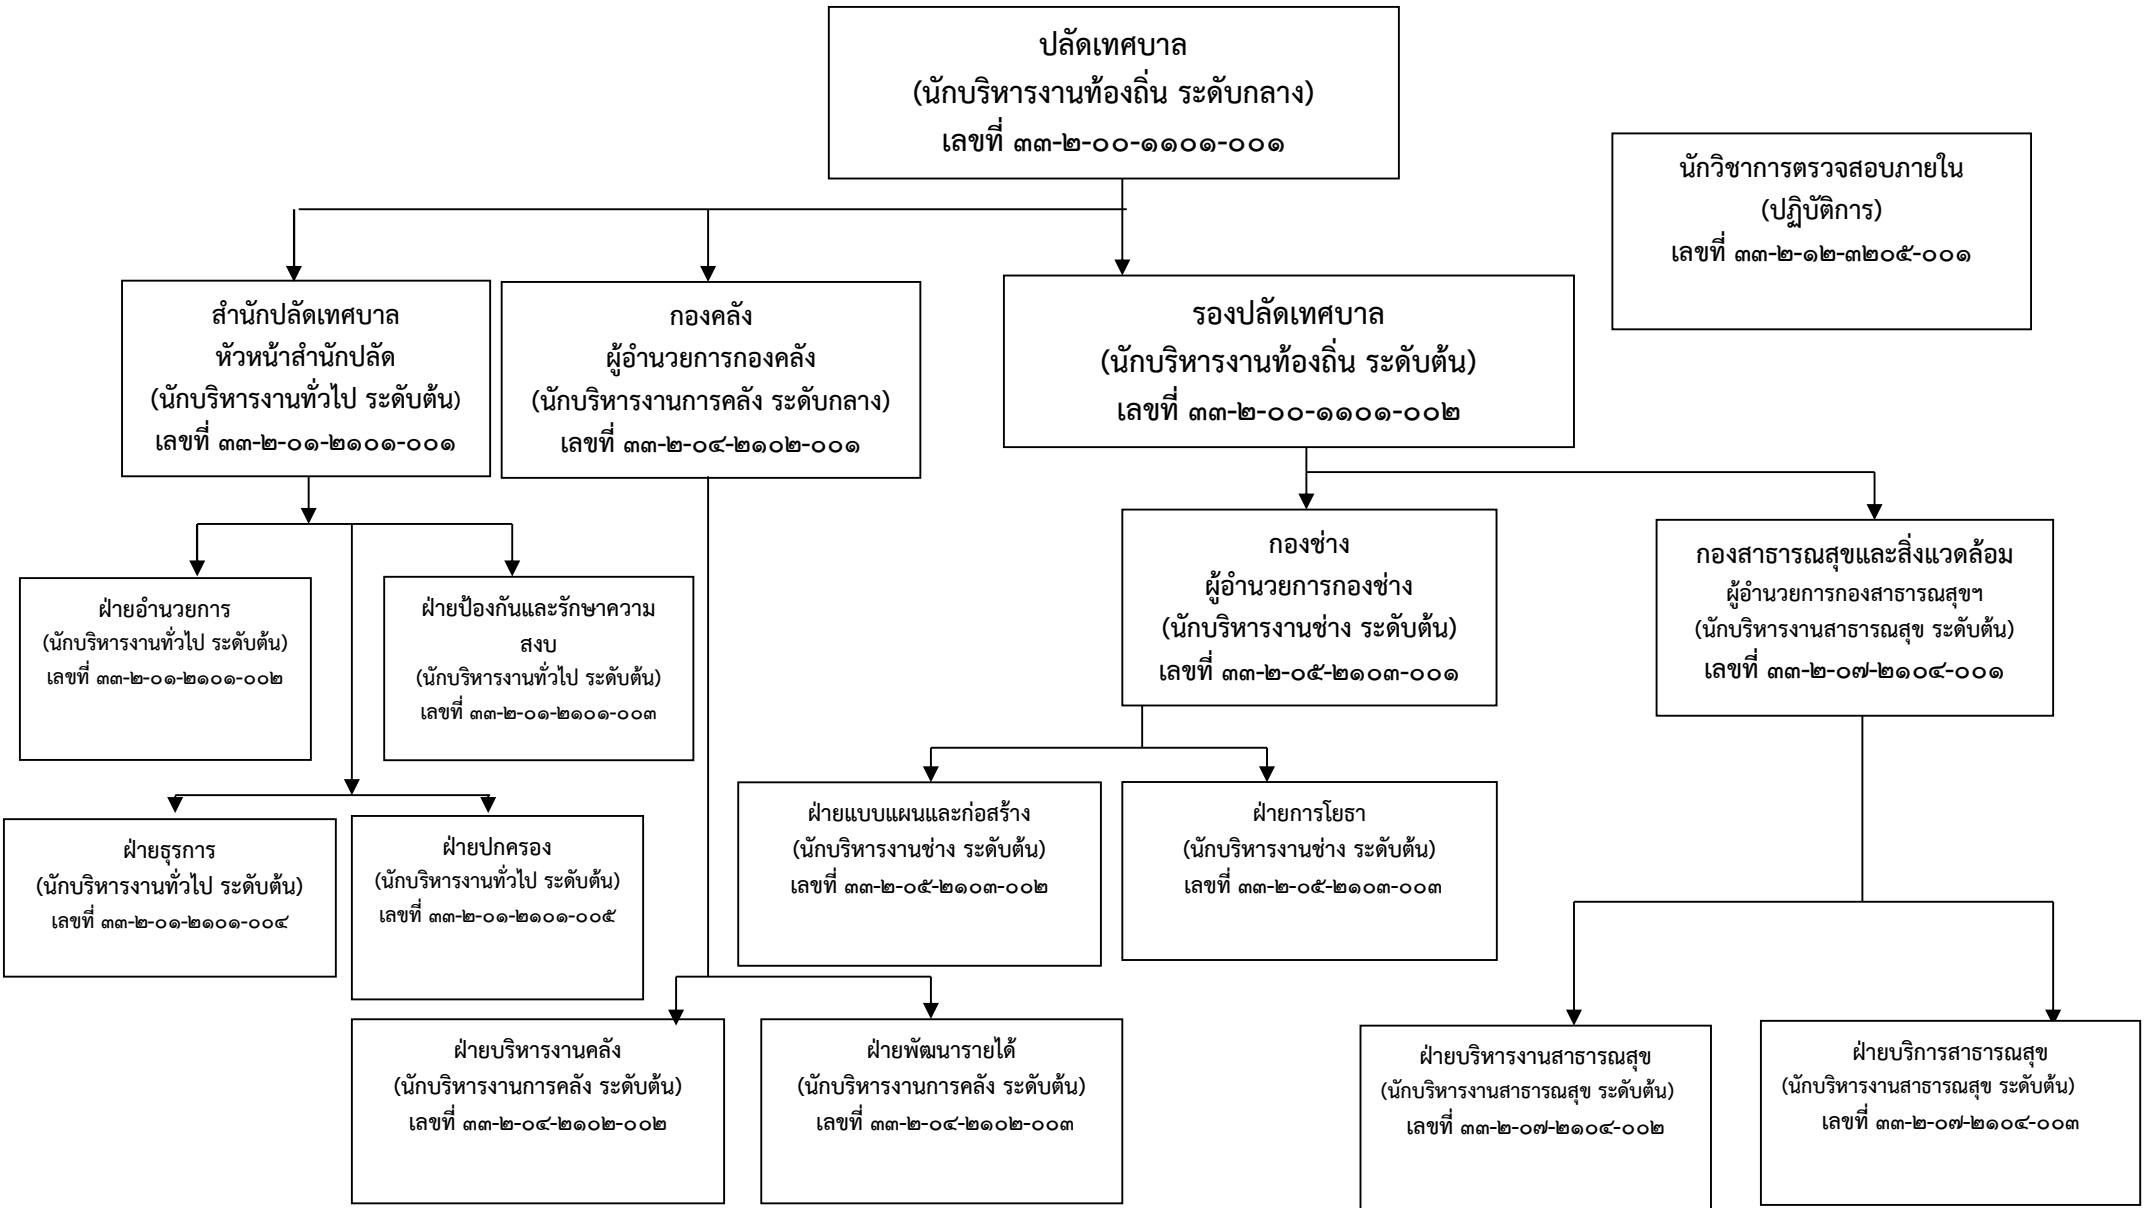 ปลัดเทศบาล
(นักบริหารงานท้องถิ่น ระดับกลาง)
เลขที่ ๓๓-๒-๐๐-๑๑๐๑-๐๐๑
นักวิชาการตรวจสอบภายใน
(ปฏิบัติการ)
เลขที่ ๓๓-๒-๑๒-๓๒๐๕-๐๐๑
สำนักปลัดเทศบาล
หัวหน้าสำนักปลัด
(นักบริหารงานทั่วไป ระดับต้น)
เลขที่ ๓๓-๒-๐๑-๒๑๐๑-๐๐๑
กองคลัง
ผู้อำนวยการกองคลัง
(นักบริหารงานการคลัง ระดับกลาง)
เลขที่ ๓๓-๒-๐๔-๒๑๐๒-๐๐๑
รองปลัดเทศบาล
(นักบริหารงานท้องถิ่น ระดับต้น)
เลขที่ ๓๓-๒-๐๐-๑๑๐๑-๐๐๒
กองช่าง
ผู้อำนวยการกองช่าง
(นักบริหารงานช่าง ระดับต้น)
เลขที่ ๓๓-๒-๐๕-๒๑๐๓-๐๐๑
กองสาธารณสุขและสิ่งแวดล้อม
ผู้อำนวยการกองสาธารณสุขฯ
(นักบริหารงานสาธารณสุข ระดับต้น)
เลขที่ ๓๓-๒-๐๗-๒๑๐๔-๐๐๑
ฝ่ายอำนวยการ
(นักบริหารงานทั่วไป ระดับต้น)
เลขที่ ๓๓-๒-๐๑-๒๑๐๑-๐๐๒
ฝ่ายป้องกันและรักษาความ
สงบ
(นักบริหารงานทั่วไป ระดับต้น)
เลขที่ ๓๓-๒-๐๑-๒๑๐๑-๐๐๓
ฝ่ายธุรการ
(นักบริหารงานทั่วไป ระดับต้น)
เลขที่ ๓๓-๒-๐๑-๒๑๐๑-๐๐๔
ฝ่ายปกครอง
(นักบริหารงานทั่วไป ระดับต้น)
เลขที่ ๓๓-๒-๐๑-๒๑๐๑-๐๐๕
ฝ่ายแบบแผนและก่อสร้าง
(นักบริหารงานช่าง ระดับต้น)
เลขที่ ๓๓-๒-๐๕-๒๑๐๓-๐๐๒
ฝ่ายการโยธา
(นักบริหารงานช่าง ระดับต้น)
เลขที่ ๓๓-๒-๐๕-๒๑๐๓-๐๐๓
ฝ่ายบริหารงานคลัง
(นักบริหารงานการคลัง ระดับต้น)
เลขที่ ๓๓-๒-๐๔-๒๑๐๒-๐๐๒
ฝ่ายพัฒนารายได้
(นักบริหารงานการคลัง ระดับต้น)
เลขที่ ๓๓-๒-๐๔-๒๑๐๒-๐๐๓
ฝ่ายบริหารงานสาธารณสุข
(นักบริหารงานสาธารณสุข ระดับต้น)
เลขที่ ๓๓-๒-๐๗-๒๑๐๔-๐๐๒
ฝ่ายบริการสาธารณสุข
(นักบริหารงานสาธารณสุข ระดับต้น)
เลขที่ ๓๓-๒-๐๗-๒๑๐๔-๐๐๓